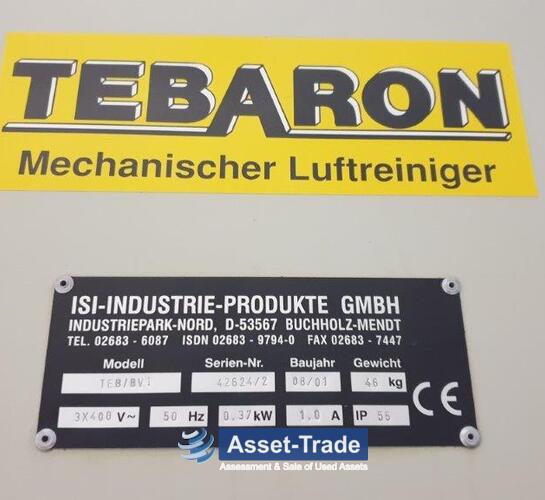 TEBARON
Mechanischer Luftreiniger
ISI-INDUSTRIE-PRODUKTE GMBH
INDUSTRIEPARK-NORD, D-53567 BUCHHOLZ-MENDT
TEL. 02683 - 6087 ISDN 02683 - 9794-0 FAX 02683 - 7447
Modell Serien-Nr. Baujahr Gewicht
TEB/BV1 42624/2 08/01 46 kg
3X400 V~ 50 Hz 0.37 kW 1.0 A IP 55
CE
Asset-Trade
Assessment & Sale of Used Assets